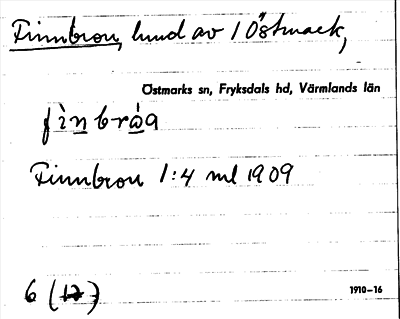 Finnbron, hmd av 1 Östmark,
Östmarks sn, Fryksdals hd, Värmlands län
fìnbròa
Finnbron 1:4 ml 1909
6 (17)
1910-16